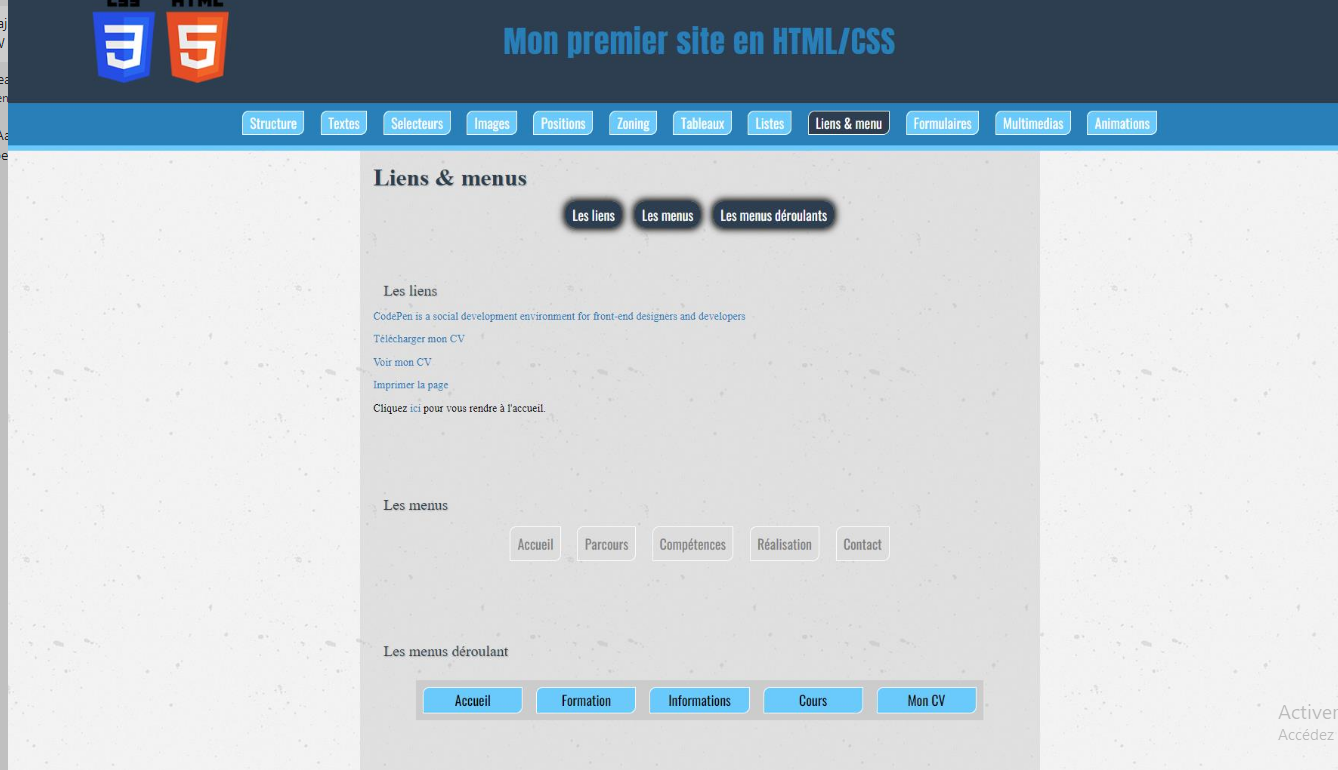 CSS HTML
Mon premier site en HTML/CSS
Structure Textes Selecteurs Images Positions Zoning Tableaux Listes Liens & menu Formulaires Multimedias Animations
Liens & menus
Les liens Les menus Les menus déroulants
Les liens
CodePen is a social development environment for front-end designers and developers
Télécharger mon CV
Voir mon CV
Imprimer la page
Cliquez ici pour vous rendre à l'accueil.
Les menus
Accueil Parcours Compétences Réalisation Contact
Les menus déroulant
Accueil Formation Informations Cours Mon CV
Activer
Accédez